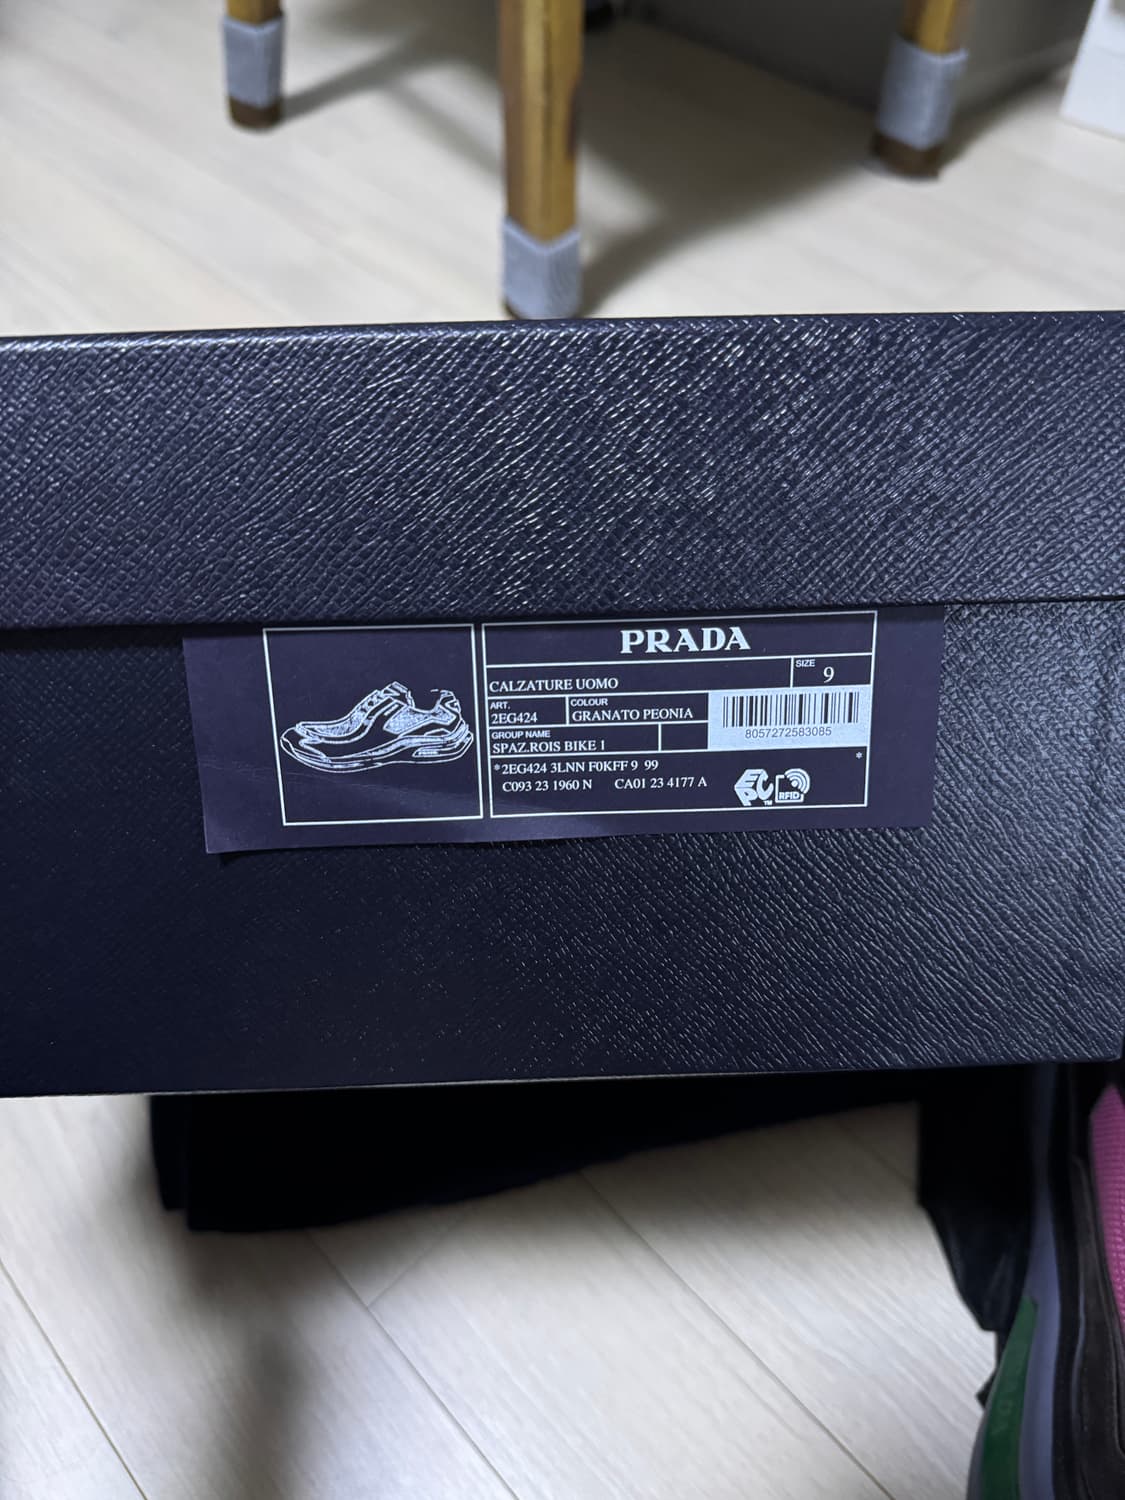 PRADA
CALZATURE UOMO
SIZE
9
ART.
2EG424
COLOUR
GRANATO PEONIA
GROUP NAME
SPAZ.ROIS BIKE 1
8057272583085
*2EG424 3LNN F0KFF 9 99 *
C093 23 1960 N CA01 23 4177 A
EPC™
RFID